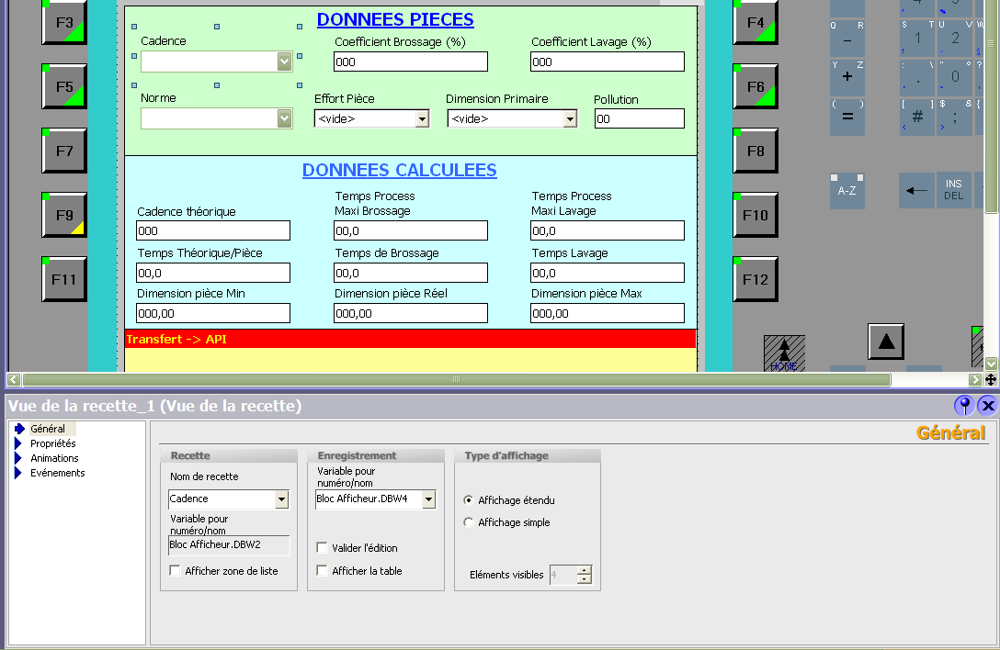 DONNEES PIECES
F3
F4
Q R
S T
U V
W
-
1
2
Cadence
Coefficient Brossage (%)
Coefficient Lavage (%)
000
000
F5
F6
Y Z
+
.
0
Norme
Effort Pièce
Dimension Primaire
Pollution
<vide>
<vide>
00
( )
=
[ ]
#
$ &
;
F7
F8
DONNEES CALCULEES
A-Z
INS
DEL
Temps Process
Maxi Brossage
Temps Process
Maxi Lavage
Cadence théorique
F9
F10
000
00,0
00,0
Temps Théorique/Pièce
Temps de Brossage
Temps Lavage
00,0
00,0
00,0
F11
F12
Dimension pièce Min
Dimension pièce Réel
Dimension pièce Max
000,00
000,00
000,00
Transfert -> API
HOME
Vue de la recette_1 (Vue de la recette)
Général
Propriétés
Animations
Evénements
Général
Recette
Nom de recette
Cadence
Variable pour
numéro/nom
Bloc Afficheur.DBW2
Afficher zone de liste
Enregistrement
Variable pour
numéro/nom
Bloc Afficheur.DBW4
Valider l'édition
Afficher la table
Type d'affichage
Affichage étendu
Affichage simple
Eléments visibles
4